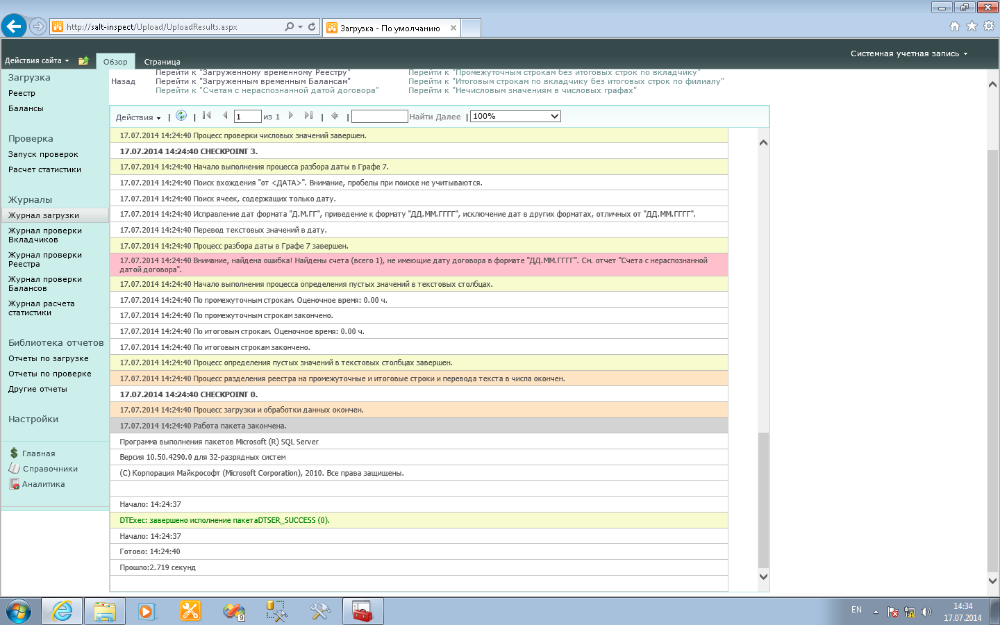 http://salt-inspect/Upload/UploadResults.aspx
Загрузка - По умолчанию
Действия сайта
Обзор
Страница
Системная учетная запись
Загрузка
Реестр
Балансы
Проверка
Запуск проверок
Расчет статистики
Журналы
Журнал загрузки
Журнал проверки
Вкладчиков
Журнал проверки
Реестра
Журнал проверки
Балансов
Журнал расчета
статистики
Библиотека отчетов
Отчеты по загрузке
Отчеты по проверке
Другие отчеты
Настройки
Главная
Справочники
Аналитика
Назад
Перейти к "Загруженному временному Реестру"
Перейти к "Загруженным временным Балансам"
Перейти к "Счетам с нераспознанной датой договора"
Перейти к "Промежуточным строкам без итоговых строк по вкладчику"
Перейти к "Итоговым строкам по вкладчику без итоговых строк по филиалу"
Перейти к "Нечисловым значениям в числовых графах"
Действия | | 1 из 1 | | Найти Далее | 100%
17.07.2014 14:24:40 Процесс проверки числовых значений завершен.
17.07.2014 14:24:40 CHECKPOINT 3.
17.07.2014 14:24:40 Начало выполнения процесса разбора даты в Графе 7.
17.07.2014 14:24:40 Поиск вхождения "от <ДАТА>". Внимание, пробелы при поиске не учитываются.
17.07.2014 14:24:40 Поиск ячеек, содержащих только дату.
17.07.2014 14:24:40 Исправление дат формата "Д.М.ГГ", приведение к формату "ДД.ММ.ГГГГ", исключение дат в других форматах, отличных от "ДД.ММ.ГГГГ".
17.07.2014 14:24:40 Перевод текстовых значений в дату.
17.07.2014 14:24:40 Процесс разбора даты в Графе 7 завершен.
17.07.2014 14:24:40 Внимание, найдена ошибка! Найдены счета (всего 1), не имеющие дату договора в формате "ДД.ММ.ГГГГ". См. отчет "Счета с нераспознанной
датой договора".
17.07.2014 14:24:40 Начало выполнения процесса определения пустых значений в текстовых столбцах.
17.07.2014 14:24:40 По промежуточным строкам. Оценочное время: 0.00 ч.
17.07.2014 14:24:40 По промежуточным строкам закончено.
17.07.2014 14:24:40 По итоговым строкам. Оценочное время: 0.00 ч.
17.07.2014 14:24:40 По итоговым строкам закончено.
17.07.2014 14:24:40 Процесс определения пустых значений в текстовых столбцах завершен.
17.07.2014 14:24:40 Процесс разделения реестра на промежуточные и итоговые строки и перевода текста в числа окончен.
17.07.2014 14:24:40 CHECKPOINT 0.
17.07.2014 14:24:40 Процесс загрузки и обработки данных окончен.
17.07.2014 14:24:40 Работа пакета закончена.
Программа выполнения пакетов Microsoft (R) SQL Server
Версия 10.50.4290.0 для 32-разрядных систем
(C) Корпорация Майкрософт (Microsoft Corporation), 2010. Все права защищены.
Начало: 14:24:37
DTExec: завершено исполнение пакетаDTSER_SUCCESS (0).
Начало: 14:24:37
Готово: 14:24:40
Прошло:2.719 секунд
9
EN
14:34
17.07.2014